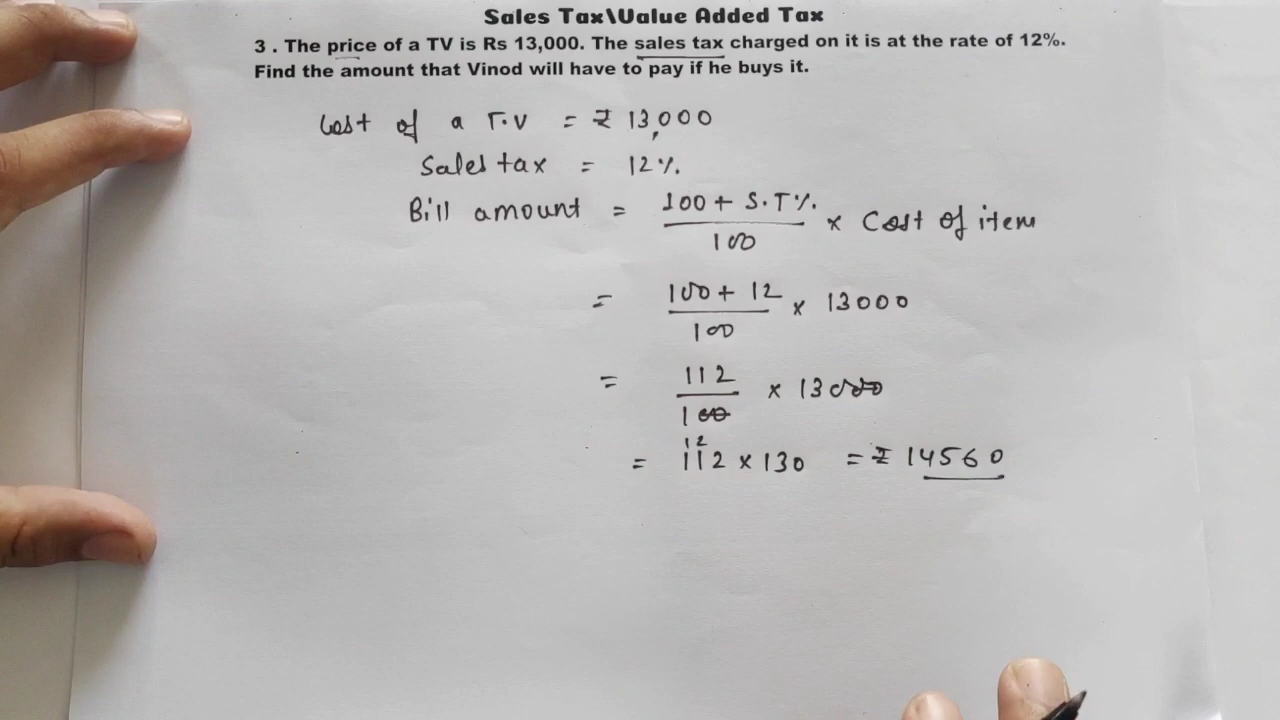 Sales Tax\Value Added Tax
3 . The price of a TV is Rs 13,000. The sales tax charged on it is at the rate of 12%.
Find the amount that Vinod will have to pay if he buys it.
Cost of a T.V = ₹ 13,000
Sales tax = 12%.
Bill amount = 100 + S.T%. / 100 × Cost of item
= 100 + 12 / 100 × 13000
= 112 / 100 × 13000
12
= 112 × 130 = ₹ 14560